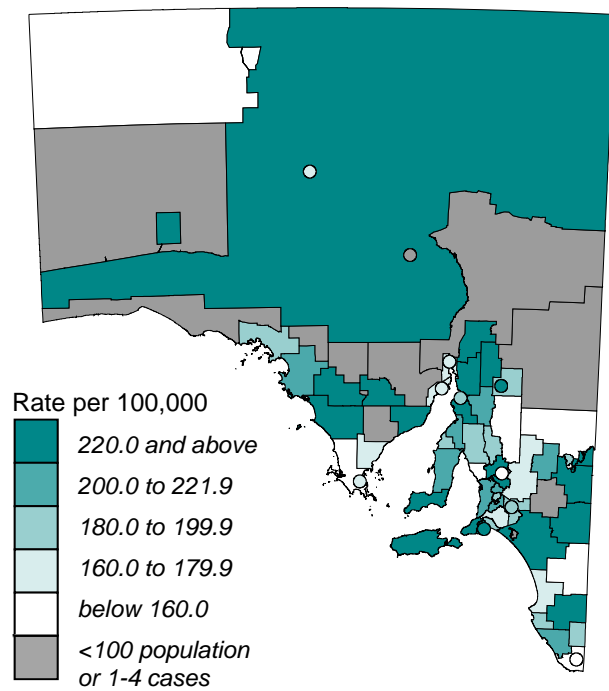 Rate per 100,000
220.0 and above
200.0 to 221.9
180.0 to 199.9
160.0 to 179.9
below 160.0
<100 population
or 1-4 cases